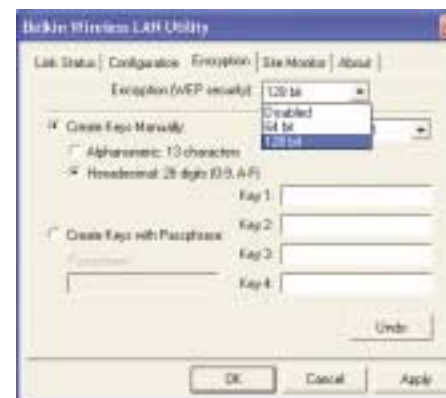 Belkin Wireless LAN Utility
Link Status | Configuration | Encryption | Site Monitor | About
Encryption (WEP security): 128 bit
Disabled
64 bit
128 bit
Create Keys Manually
Alphanumeric: 13 characters
Hexadecimal: 26 digits (0-9, A-F)
Key 1:
Create Keys with Passphrase
Key 2:
Passphrase:
Key 3:
Key 4:
Undo
OK
Cancel
Apply